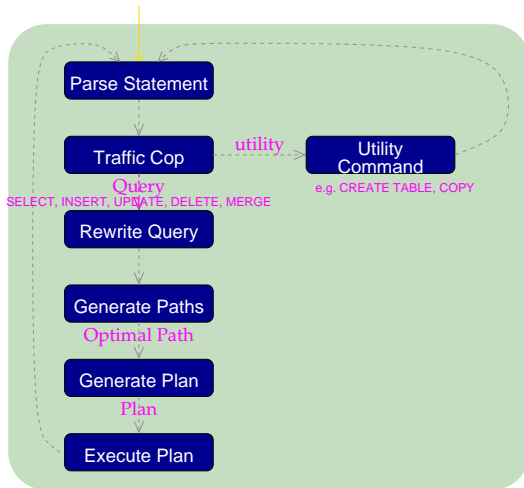 Parse Statement
utility
Traffic Cop
Utility
Command
Query
e.g. CREATE TABLE, COPY
SELECT, INSERT, UPDATE, DELETE, MERGE
Rewrite Query
Generate Paths
Optimal Path
Generate Plan
Plan
Execute Plan